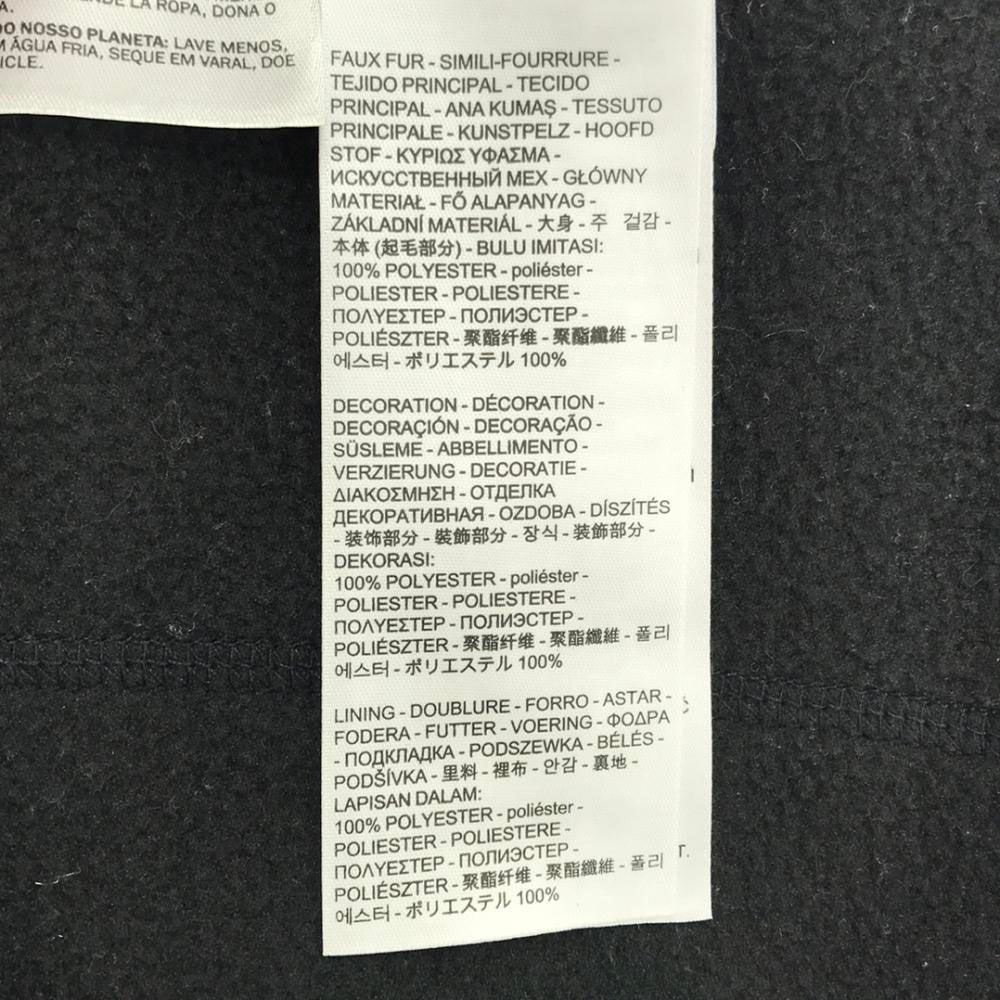 A.
LA ROPA, DONA O
NOSSO PLANETA: LAVE MENOS,
ÁGUA FRIA, SEQUE EM VARAL, DOE
ICLE.
FAUX FUR - SIMILI-FOURRURE -
TEJIDO PRINCIPAL - TECIDO
PRINCIPAL - ANA KUMAŞ - TESSUTO
PRINCIPALE - KUNSTPELZ - HOOFD
STOF - ΚΥΡΙΩΣ ΥΦΑΣΜΑ -
ИСКУССТВЕННЫЙ МЕХ - GŁÓWNY
MATERIAŁ - FŐ ALAPANYAG -
ZÁKLADNÍ MATERIÁL - 大身 - 주 겉감 -
本体 (起毛部分) - BULU IMITASI:
100% POLYESTER - poliéster -
POLIESTER - POLIESTERE -
ΠΟΛΥΕΣΤΕΡ - ПОЛИЭСТЕР -
POLIÉSZTER - 聚酯纤维 - 聚酯纖維 - 폴리
에스터 - ポリエステル 100%
DECORATION - DÉCORATION -
DECORAÇIÓN - DECORAÇÃO -
SÜSLEME - ABBELLIMENTO -
VERZIERUNG - DECORATIE -
ΔΙΑΚΟΣΜΗΣΗ - ОТДЕЛКА
ДЕКОРАТИВНАЯ - OZDOBA - DÍSZÍTÉS
- 装饰部分 - 裝飾部分 - 장식 - 装飾部分 -
DEKORASI:
100% POLYESTER - poliéster -
POLIESTER - POLIESTERE -
ΠΟΛΥΕΣΤΕΡ - ПОЛИЭСТЕР -
POLIÉSZTER - 聚酯纤维 - 聚酯纖維 - 폴리
에스터 - ポリエステル 100%
LINING - DOUBLURE - FORRO - ASTAR -
FODERA - FUTTER - VOERING - ΦΟΔΡΑ
- ПОДКЛАДКА - PODSZEWKA - BÉLÉS -
PODŠÍVKA - 里料 - 裡布 - 안감 - 裏地 -
LAPISAN DALAM:
100% POLYESTER - poliéster -
POLIESTER - POLIESTERE -
ΠΟΛΥΕΣΤΕΡ - ПОЛИЭСТЕР -
POLIÉSZTER - 聚酯纤维 - 聚酯纖維 - 폴리
에스터 - ポリエステル 100%
T.